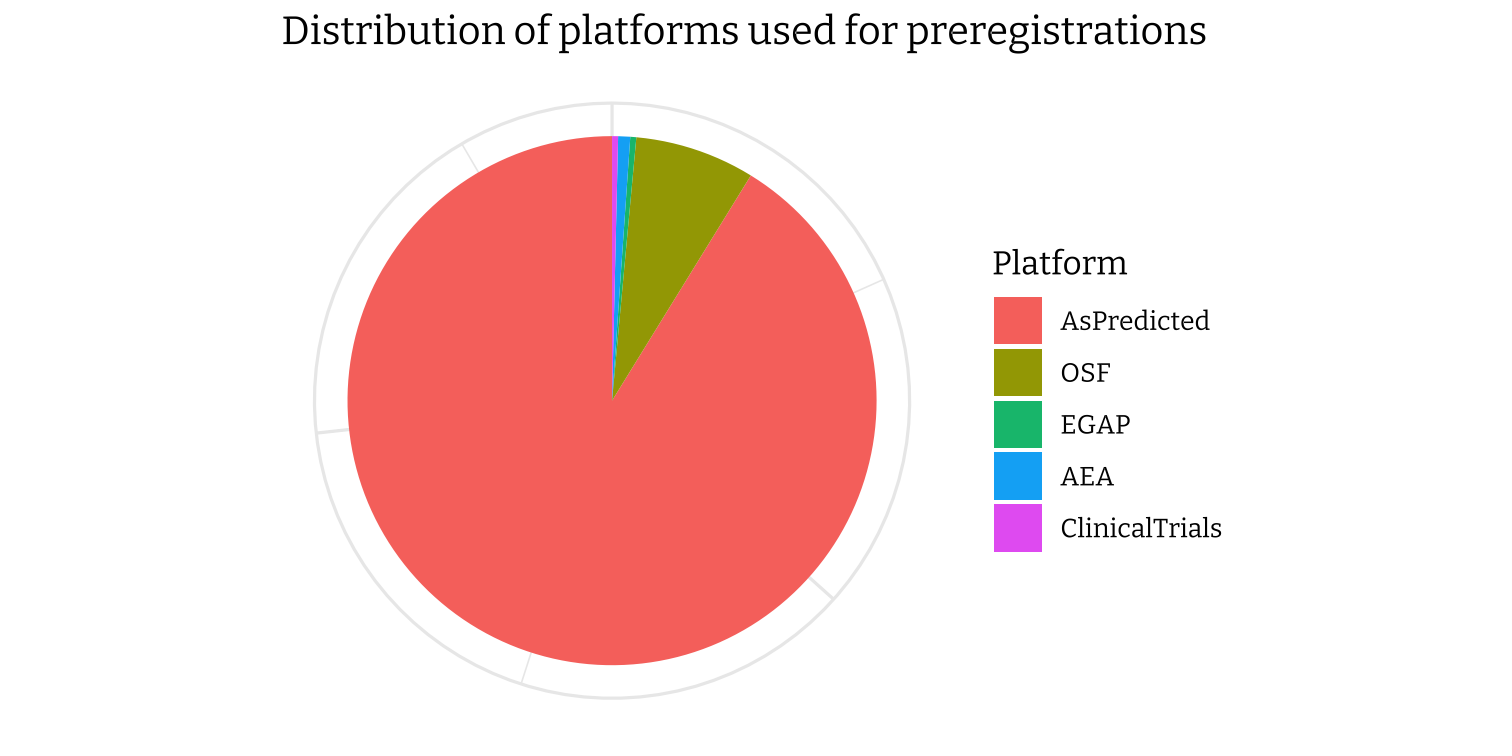 Distribution of platforms used for preregistrations
Platform
AsPredicted
OSF
EGAP
AEA
ClinicalTrials